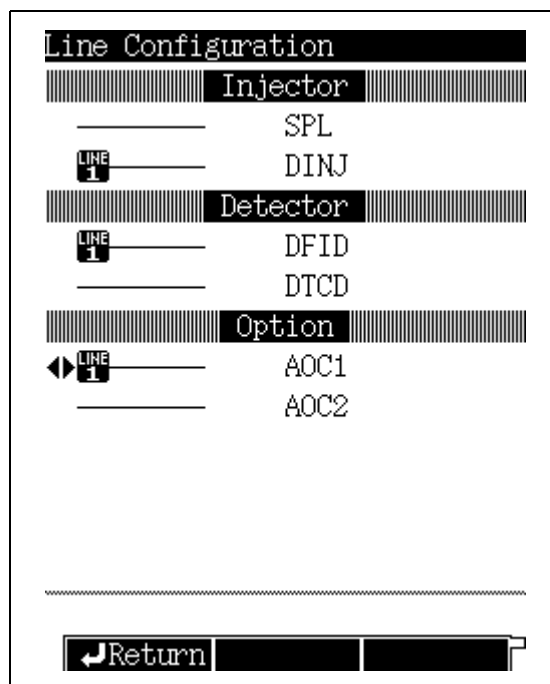 Line Configuration
Injector
SPL
LINE 1 DINJ
Detector
LINE 1 DFID
DTCD
Option
LINE 1 AOC1
AOC2
Return